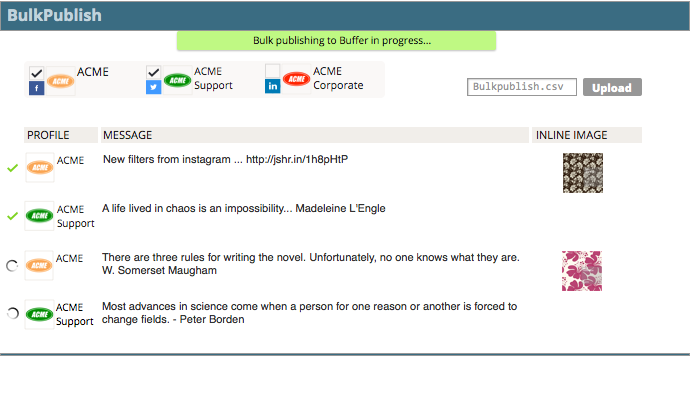 BulkPublish
Bulk publishing to Buffer in progress...
ACME ACME
f
ACME ACME
Support
ACME ACME
Corporate
in
Bulkpublish.csv Upload
PROFILE MESSAGE INLINE IMAGE
ACME ACME New filters from instagram ... http://jshr.in/1h8pHtP
ACME ACME
Support A life lived in chaos is an impossibility... Madeleine L'Engle
ACME ACME There are three rules for writing the novel. Unfortunately, no one knows what they are.
W. Somerset Maugham
ACME ACME
Support Most advances in science come when a person for one reason or another is forced to
change fields. - Peter Borden